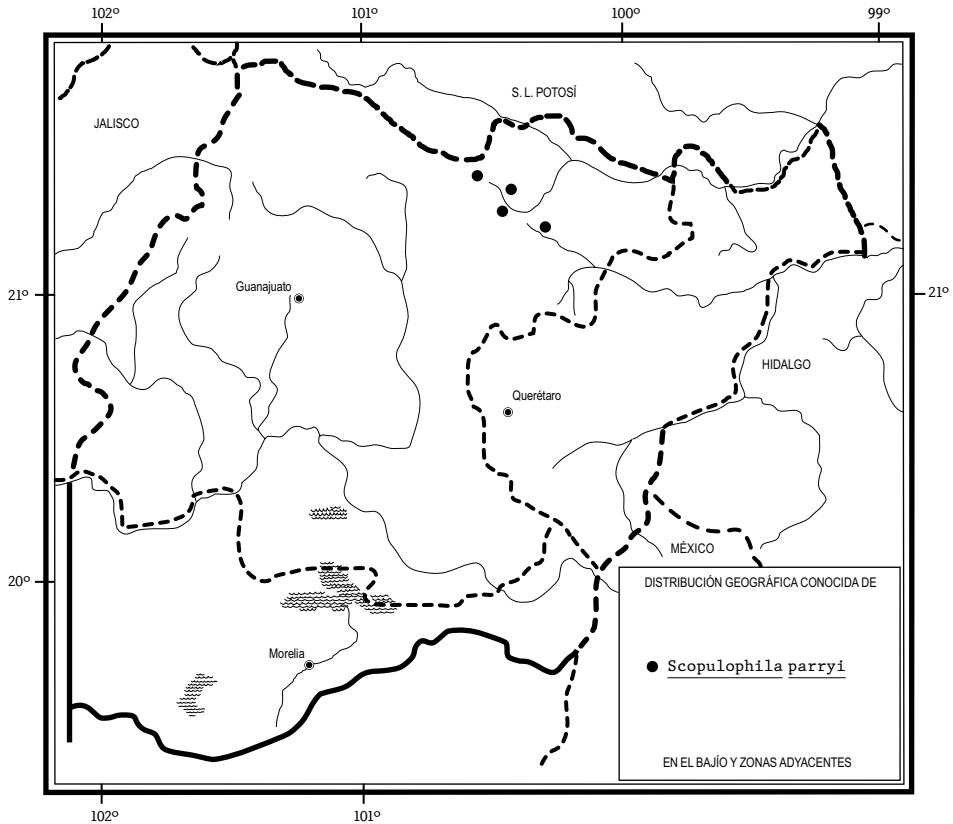 102º 101º 100º 99º
S. L. POTOSÍ
JALISCO
Guanajuato
21º 21º
HIDALGO
Querétaro
MÉXICO
20º
DISTRIBUCIÓN GEOGRÁFICA CONOCIDA DE
Morelia
Scopulophila parryi
EN EL BAJÍO Y ZONAS ADYACENTES
102º 101º